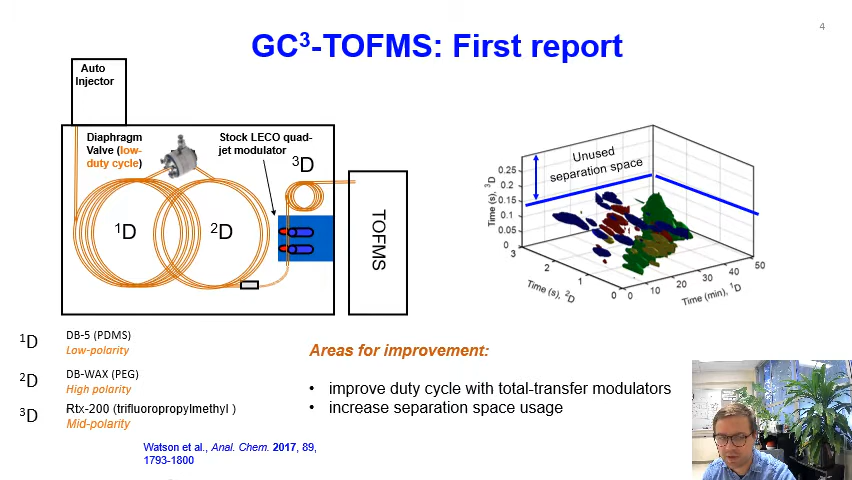 4
GC³-TOFMS: First report
Auto
Injector
Diaphragm
Valve (low-
duty cycle)
Stock LECO quad-
jet modulator
³D
¹D
²D
TOFMS
Unused
separation space
Time (s), ³D
0.25
0.2
0.15
0.1
0.05
0
3
2
1
0
Time (s), ²D
0
10
20
30
40
50
Time (min), ¹D
¹D
DB-5 (PDMS)
Low-polarity
²D
DB-WAX (PEG)
High polarity
³D
Rtx-200 (trifluoropropylmethyl )
Mid-polarity
Areas for improvement:
• improve duty cycle with total-transfer modulators
• increase separation space usage
Watson et al., Anal. Chem. 2017, 89,
1793-1800